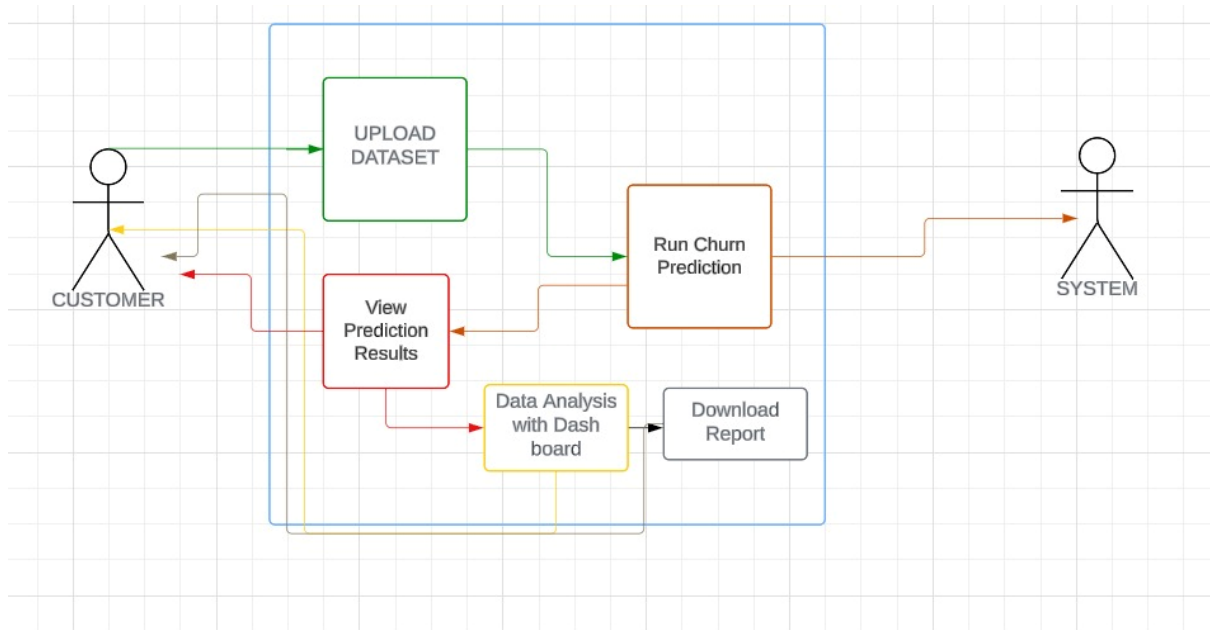 UPLOAD
DATASET
Run Churn
Prediction
CUSTOMER
SYSTEM
View
Prediction
Results
Data Analysis
with Dash
board
Download
Report